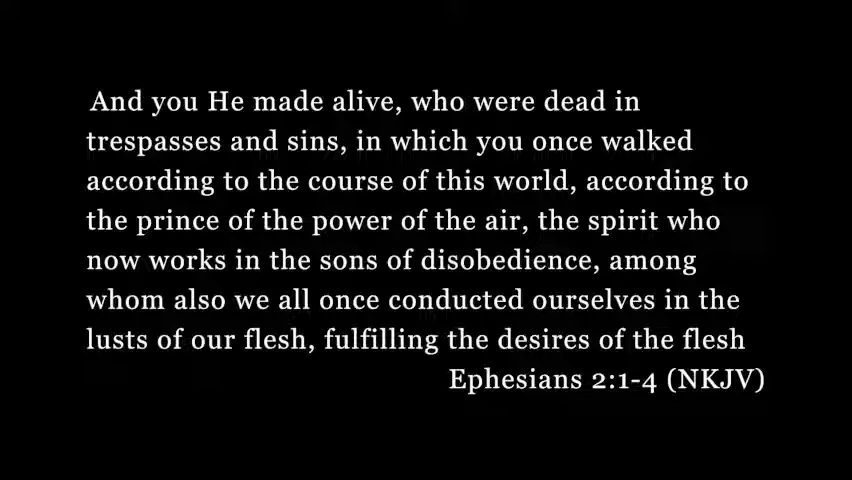 And you He made alive, who were dead in
trespasses and sins, in which you once walked
according to the course of this world, according to
the prince of the power of the air, the spirit who
now works in the sons of disobedience, among
whom also we all once conducted ourselves in the
lusts of our flesh, fulfilling the desires of the flesh
Ephesians 2:1-4 (NKJV)